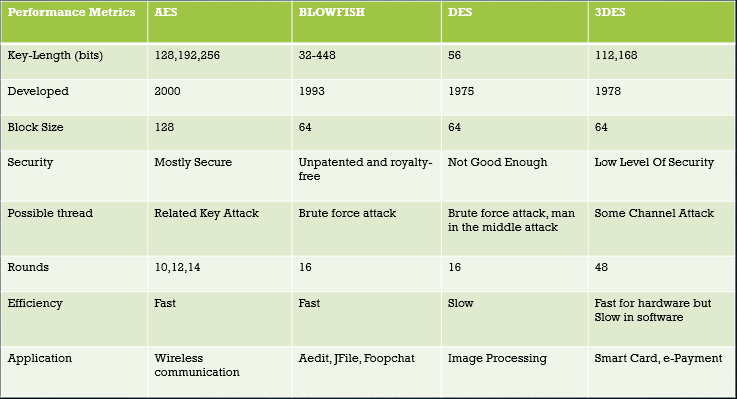 Performance Metrics AES BLOWFISH DES 3DES
Key-Length (bits) 128,192,256 32-448 56 112,168
Developed 2000 1993 1975 1978
Block Size 128 64 64 64
Security Mostly Secure Unpatented and royalty-free Not Good Enough Low Level Of Security
Possible thread Related Key Attack Brute force attack Brute force attack, man in the middle attack Some Channel Attack
Rounds 10,12,14 16 16 48
Efficiency Fast Fast Slow Fast for hardware but Slow in software
Application Wireless communication Aedit, JFile, Foopchat Image Processing Smart Card, e-Payment